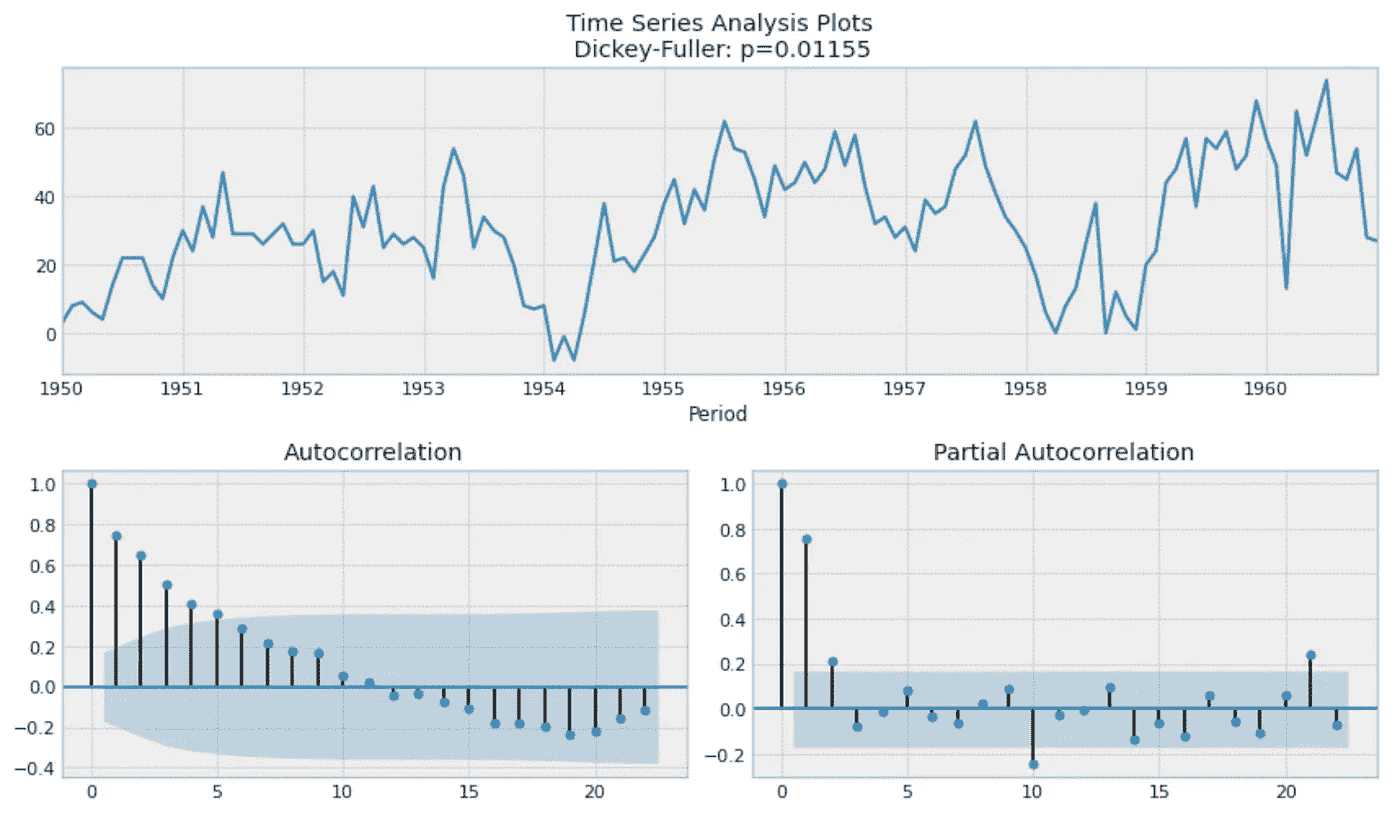 Time Series Analysis Plots
Dickey-Fuller: p=0.01155
60
40
20
0
1950 1951 1952 1953 1954 1955 1956 1957 1958 1959 1960
Period
Autocorrelation
1.0
0.8
0.6
0.4
0.2
0.0
−0.2
−0.4
0 5 10 15 20
Partial Autocorrelation
1.0
0.8
0.6
0.4
0.2
0.0
−0.2
0 5 10 15 20